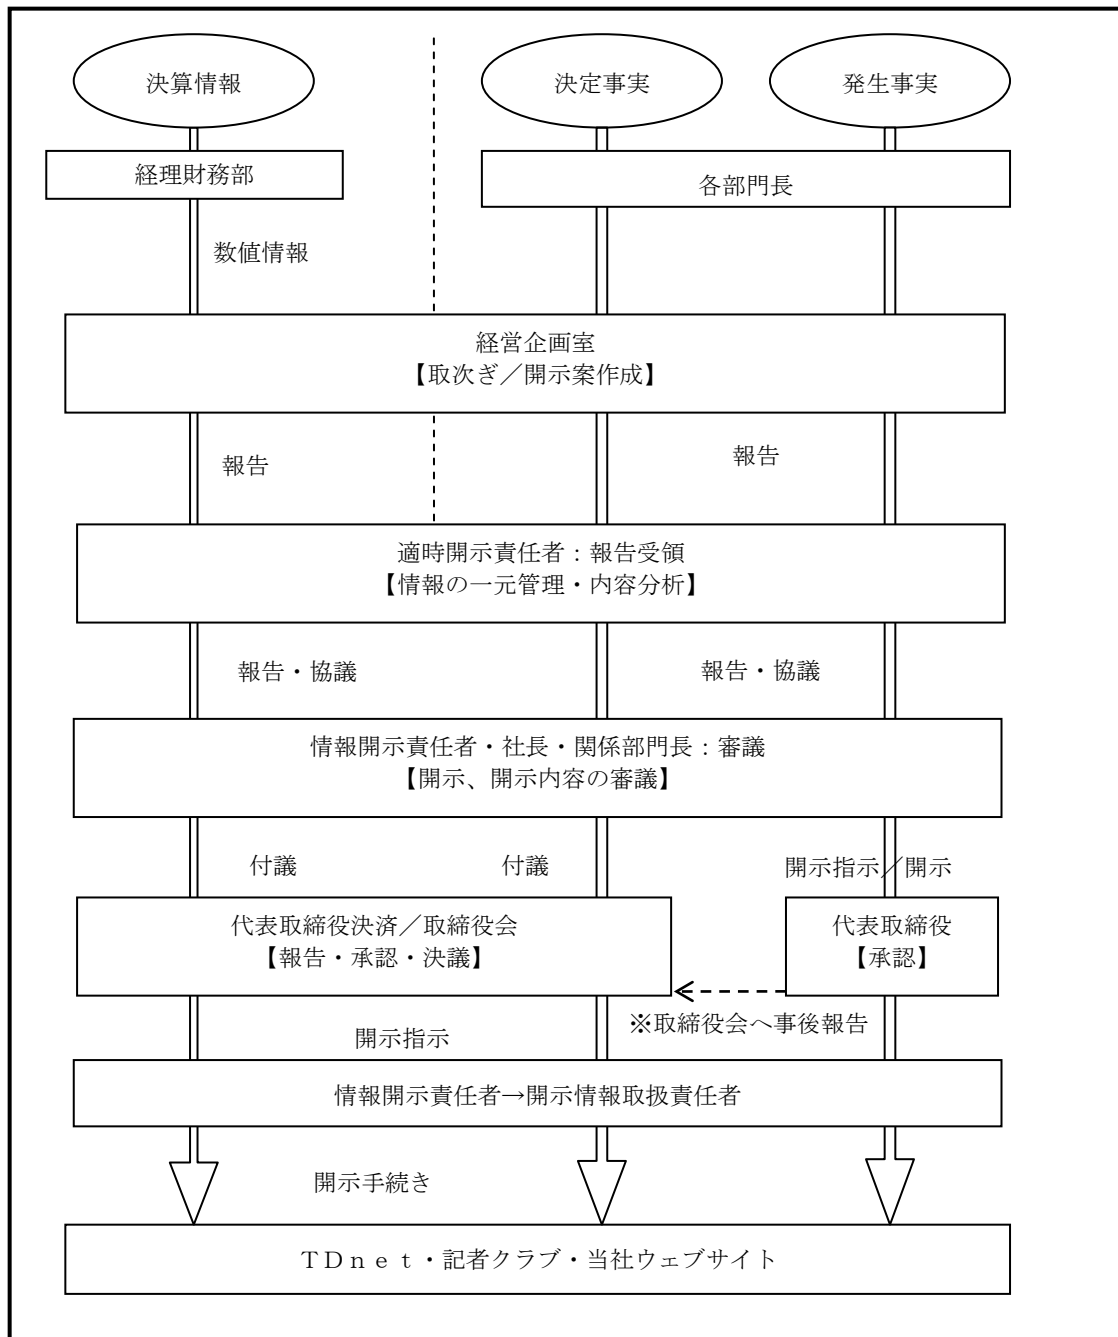 決算情報
決定事実
発生事実
経理財務部
各部門長
数値情報
経営企画室
【取次ぎ／開示案作成】
報告
報告
適時開示責任者：報告受領
【情報の一元管理・内容分析】
報告・協議
報告・協議
情報開示責任者・社長・関係部門長：審議
【開示、開示内容の審議】
付議
付議
開示指示／開示
代表取締役決済／取締役会
【報告・承認・決議】
代表取締役
【承認】
※取締役会へ事後報告
開示指示
情報開示責任者→開示情報取扱責任者
開示手続き
ＴＤｎｅｔ・記者クラブ・当社ウェブサイト